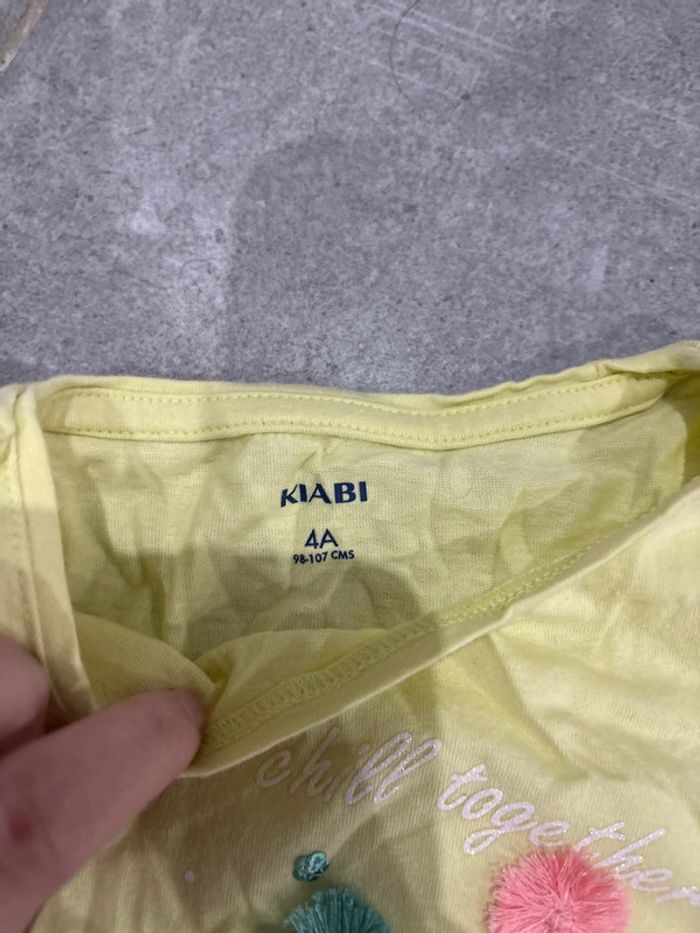 KIABI
4A
98-107 CMS
chill together